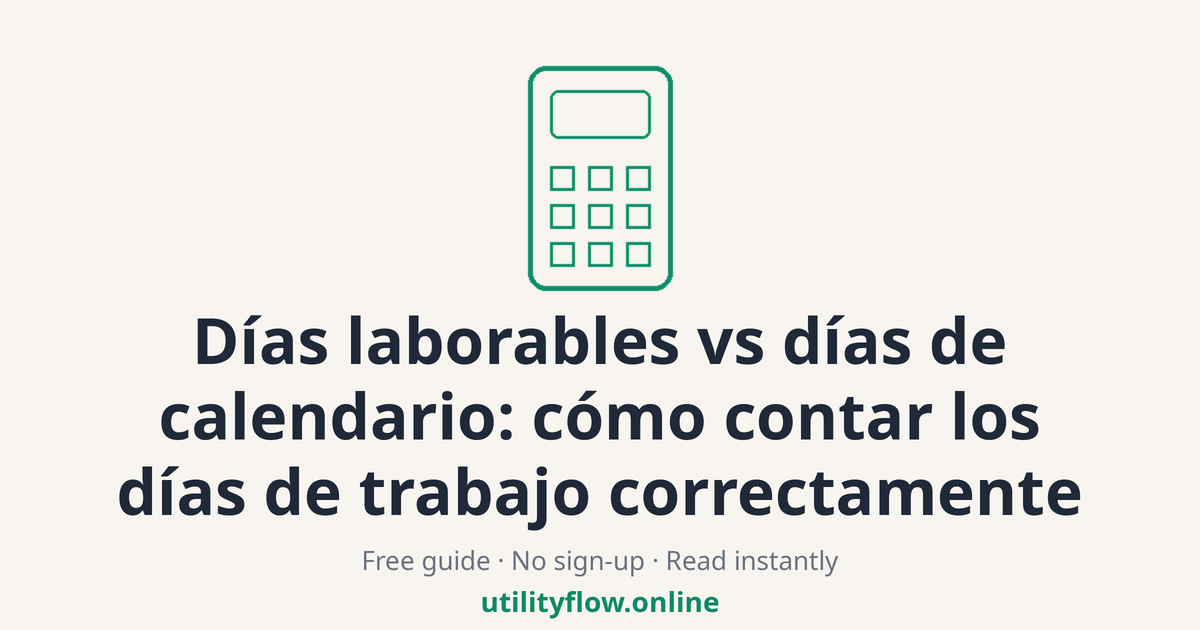 Días laborables vs días de
calendario: cómo contar los
días de trabajo correctamente
Free guide · No sign-up · Read instantly
utilityflow.online